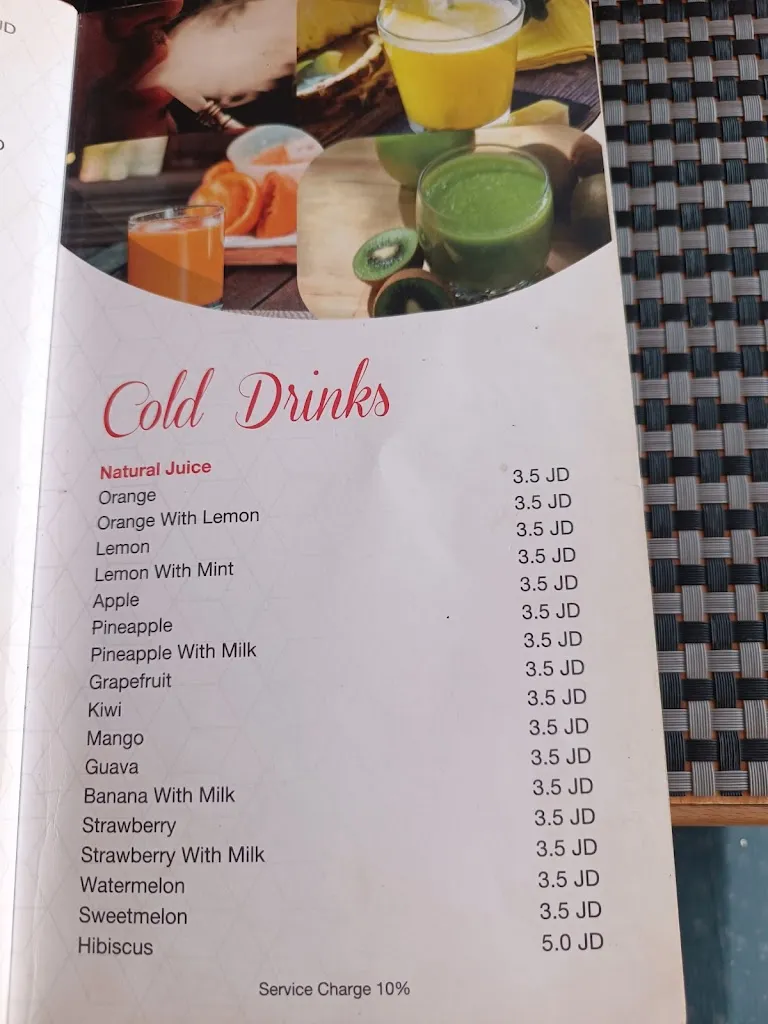 JD
Cold Drinks
Natural Juice
Orange 3.5 JD
Orange With Lemon 3.5 JD
Lemon 3.5 JD
Lemon With Mint 3.5 JD
Apple 3.5 JD
Pineapple 3.5 JD
Pineapple With Milk 3.5 JD
Grapefruit 3.5 JD
Kiwi 3.5 JD
Mango 3.5 JD
Guava 3.5 JD
Banana With Milk 3.5 JD
Strawberry 3.5 JD
Strawberry With Milk 3.5 JD
Watermelon 3.5 JD
Sweetmelon 3.5 JD
Hibiscus 5.0 JD
Service Charge 10%